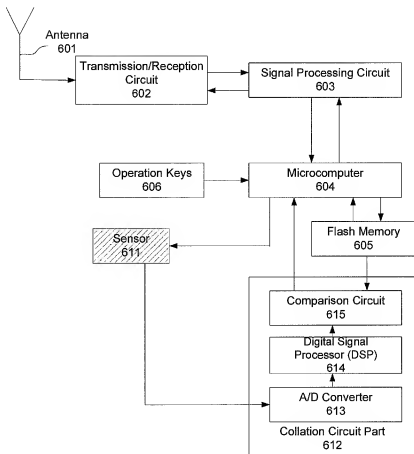 Antenna
601
Transmission/Reception
Circuit
602
Signal Processing Circuit
603
Operation Keys
606
Microcomputer
604
Sensor
611
Flash Memory
605
Comparison Circuit
615
Digital Signal
Processor (DSP)
614
A/D Converter
613
Collation Circuit Part
612